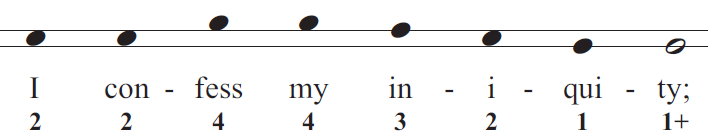 I con - fess my in - i - qui - ty;
2 2 4 4 3 2 1 1+